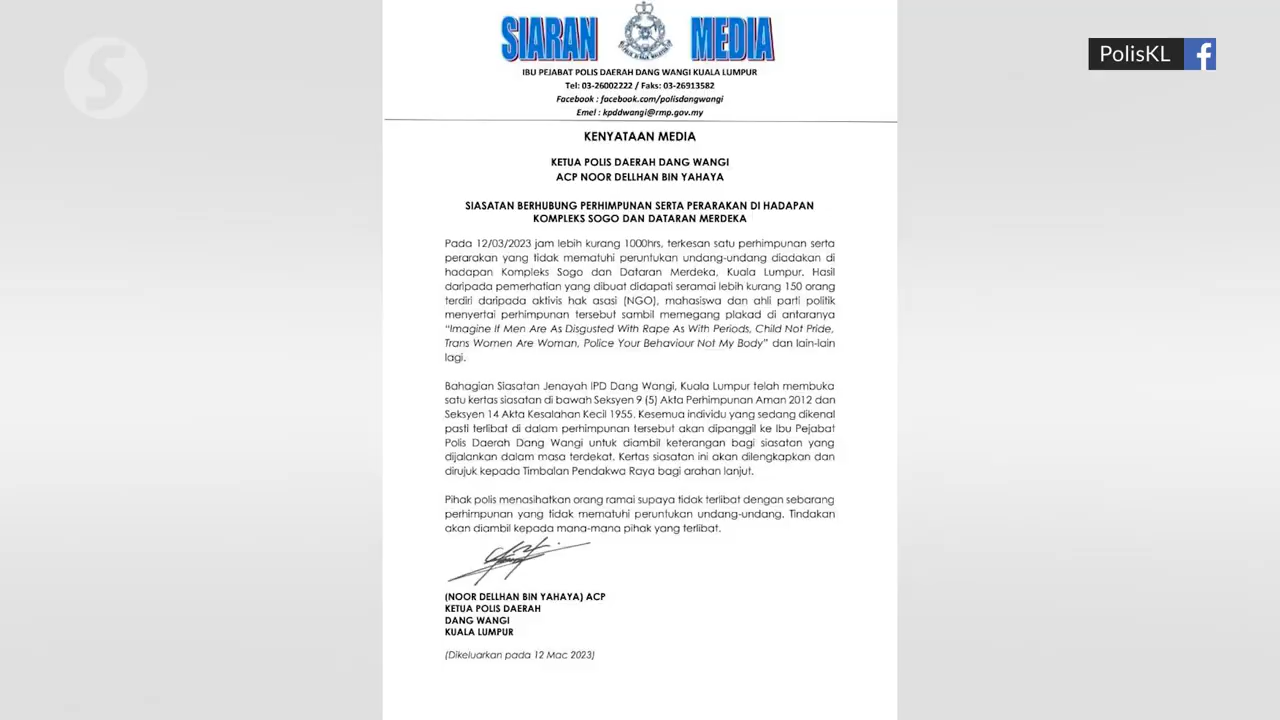 S
PolisKL f
SIARAN MEDIA
IBU PEJABAT POLIS DAERAH DANG WANGI KUALA LUMPUR
Tel: 03-26002222 / Faks: 03-26913582
Facebook : facebook.com/polisdangwangi
Emel : kpddwangi@rmp.gov.my
KENYATAAN MEDIA
KETUA POLIS DAERAH DANG WANGI
ACP NOOR DELLHAN BIN YAHAYA
SIASATAN BERHUBUNG PERHIMPUNAN SERTA PERARAKAN DI HADAPAN
KOMPLEKS SOGO DAN DATARAN MERDEKA
Pada 12/03/2023 jam lebih kurang 1000hrs, terkesan satu perhimpunan serta
perarakan yang tidak mematuhi peruntukan undang-undang diadakan di
hadapan Kompleks Sogo dan Dataran Merdeka, Kuala Lumpur. Hasil
daripada pemerhatian yang dibuat didapati seramai lebih kurang 150 orang
terdiri daripada aktivis hak asasi (NGO), mahasiswa dan ahli parti politik
menyertai perhimpunan tersebut sambil memegang plakad di antaranya
“Imagine If Men Are As Disgusted With Rape As With Periods, Child Not Pride,
Trans Women Are Woman, Police Your Behaviour Not My Body” dan lain-lain
lagi.
Bahagian Siasatan Jenayah IPD Dang Wangi, Kuala Lumpur telah membuka
satu kertas siasatan di bawah Seksyen 9 (5) Akta Perhimpunan Aman 2012 dan
Seksyen 14 Akta Kesalahan Kecil 1955. Kesemua individu yang sedang dikenal
pasti terlibat di dalam perhimpunan tersebut akan dipanggil ke Ibu Pejabat
Polis Daerah Dang Wangi untuk diambil keterangan bagi siasatan yang
dijalankan dalam masa terdekat. Kertas siasatan ini akan dilengkapkan dan
dirujuk kepada Timbalan Pendakwa Raya bagi arahan lanjut.
Pihak polis menasihatkan orang ramai supaya tidak terlibat dengan sebarang
perhimpunan yang tidak mematuhi peruntukan undang-undang. Tindakan
akan diambil kepada mana-mana pihak yang terlibat.
(NOOR DELLHAN BIN YAHAYA) ACP
KETUA POLIS DAERAH
DANG WANGI
KUALA LUMPUR
(Dikeluarkan pada 12 Mac 2023)